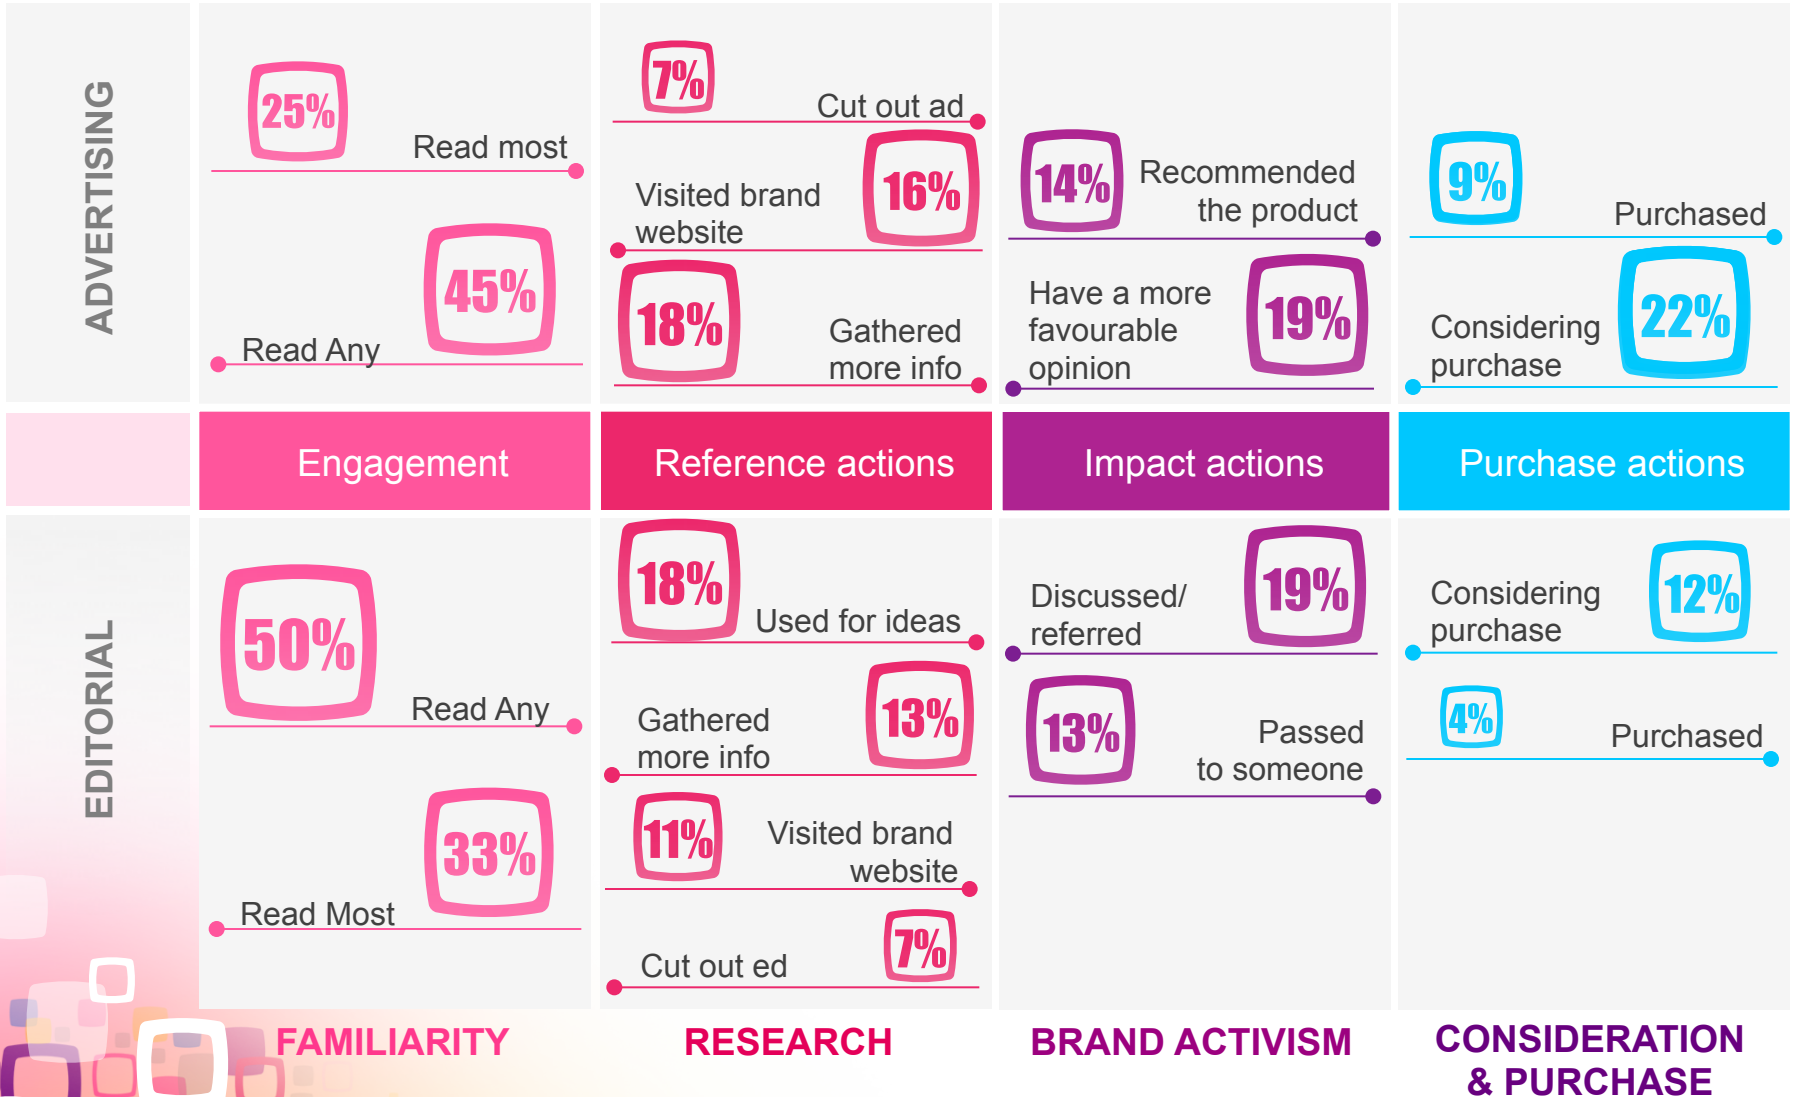 ADVERTISING
25%
Read most
45%
Read Any
7%
Cut out ad
Visited brand
website
16%
18%
Gathered
more info
14%
Recommended
the product
Have a more
favourable
opinion
19%
9%
Purchased
Considering
purchase
22%
Engagement
Reference actions
Impact actions
Purchase actions
EDITORIAL
50%
Read Any
33%
Read Most
18%
Used for ideas
Gathered
more info
13%
11%
Visited brand
website
Cut out ed
7%
Discussed/
referred
19%
13%
Passed
to someone
Considering
purchase
12%
4%
Purchased
FAMILIARITY
RESEARCH
BRAND ACTIVISM
CONSIDERATION
& PURCHASE